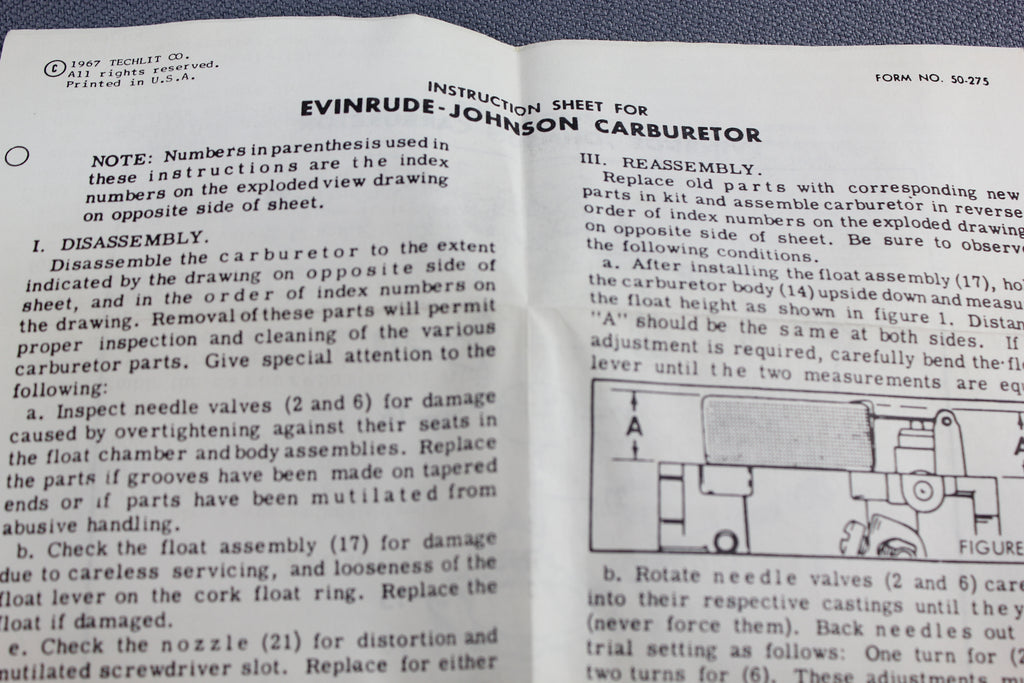 © 1967 TECHLIT CO.
All rights reserved.
Printed in U.S.A.
FORM NO. 50-275
INSTRUCTION SHEET FOR
EVINRUDE-JOHNSON CARBURETOR
NOTE: Numbers in parenthesis used in
these instructions are the index
numbers on the exploded view drawing
on opposite side of sheet.
I. DISASSEMBLY.
Disassemble the carburetor to the extent
indicated by the drawing on opposite side of
sheet, and in the order of index numbers on
the drawing. Removal of these parts will permit
proper inspection and cleaning of the various
carburetor parts. Give special attention to the
following:
a. Inspect needle valves (2 and 6) for damage
caused by overtightening against their seats in
the float chamber and body assemblies. Replace
the parts if grooves have been made on tapered
ends or if parts have been mutilated from
abusive handling.
b. Check the float assembly (17) for damage
due to careless servicing, and looseness of the
float lever on the cork float ring. Replace the
float if damaged.
e. Check the nozzle (21) for distortion and
mutilated screwdriver slot. Replace for either
III. REASSEMBLY.
Replace old parts with corresponding new
parts in kit and assemble carburetor in reverse
order of index numbers on the exploded drawing
on opposite side of sheet. Be sure to observ
the following conditions.
a. After installing the float assembly (17), ho
the carburetor body (14) upside down and measu
the float height as shown in figure 1. Distan
"A" should be the same at both sides. If
adjustment is required, carefully bend the fl
lever until the two measurements are equ
A
A
FIGURE
b. Rotate needle valves (2 and 6) care
into their respective castings until they
(never force them). Back needles out
trial setting as follows: One turn for (2
two turns for (6). These adjustments mu